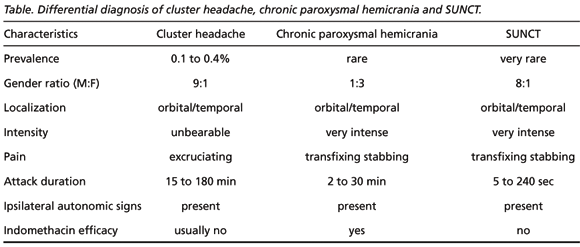 Table. Differential diagnosis of cluster headache, chronic paroxysmal hemicrania and SUNCT.
Characteristics Cluster headache Chronic paroxysmal hemicrania SUNCT
Prevalence 0.1 to 0.4% rare very rare
Gender ratio (M:F) 9:1 1:3 8:1
Localization orbital/temporal orbital/temporal orbital/temporal
Intensity unbearable very intense very intense
Pain excruciating transfixing stabbing transfixing stabbing
Attack duration 15 to 180 min 2 to 30 min 5 to 240 sec
Ipsilateral autonomic signs present present present
Indomethacin efficacy usually no yes no